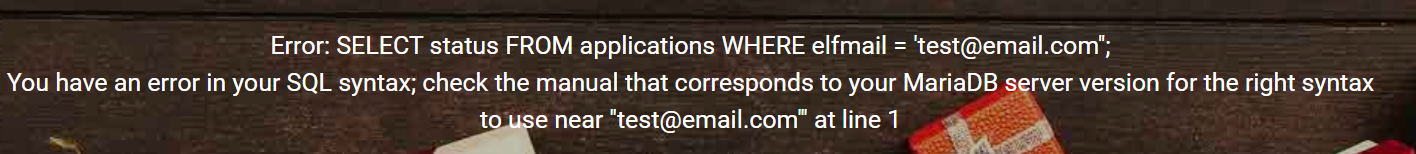 Error: SELECT status FROM applications WHERE elfmail = 'test@email.com'';
You have an error in your SQL syntax; check the manual that corresponds to your MariaDB server version for the right syntax
to use near ''test@email.com''' at line 1